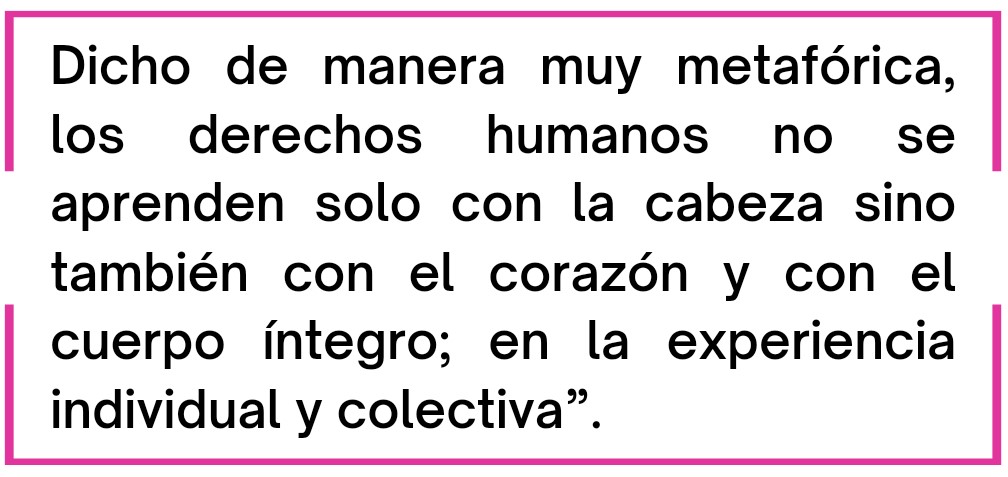 Dicho de manera muy metafórica,
los derechos humanos no se
aprenden solo con la cabeza sino
también con el corazón y con el
cuerpo íntegro; en la experiencia
individual y colectiva”.